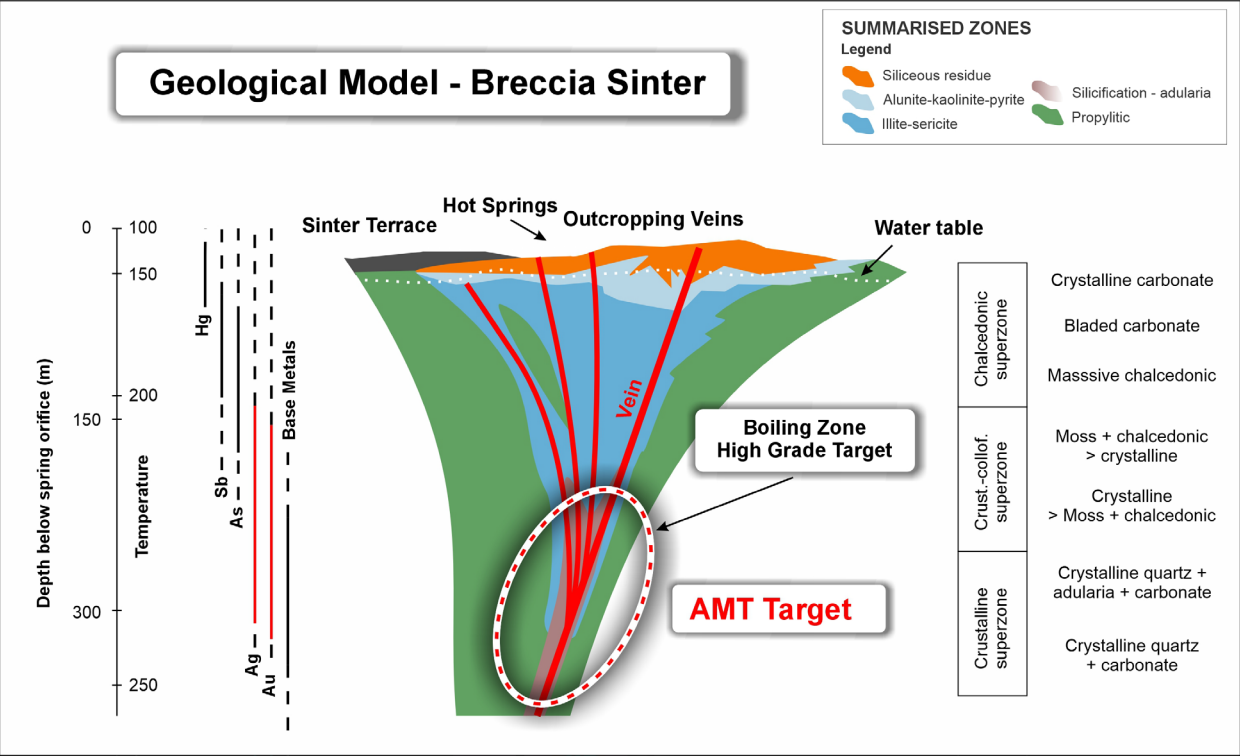 SUMMARISED ZONES
Legend
Siliceous residue
Alunite-kaolinite-pyrite
Illite-sericite
Silicification - adularia
Propylitic
Geological Model - Breccia Sinter
Sinter Terrace
Hot Springs
Outcropping Veins
Water table
0
100
150
200
150
300
250
Depth below spring orifice (m)
Temperature
Hg
Sb
As
Ag
Au
Base Metals
Vein
Boiling Zone
High Grade Target
AMT Target
Chalcedonic
superzone
Crust.-collof.
superzone
Crustalline
superzone
Crystalline carbonate
Bladed carbonate
Masssive chalcedonic
Moss + chalcedonic
> crystalline
Crystalline
> Moss + chalcedonic
Crystalline quartz +
adularia + carbonate
Crystalline quartz
+ carbonate